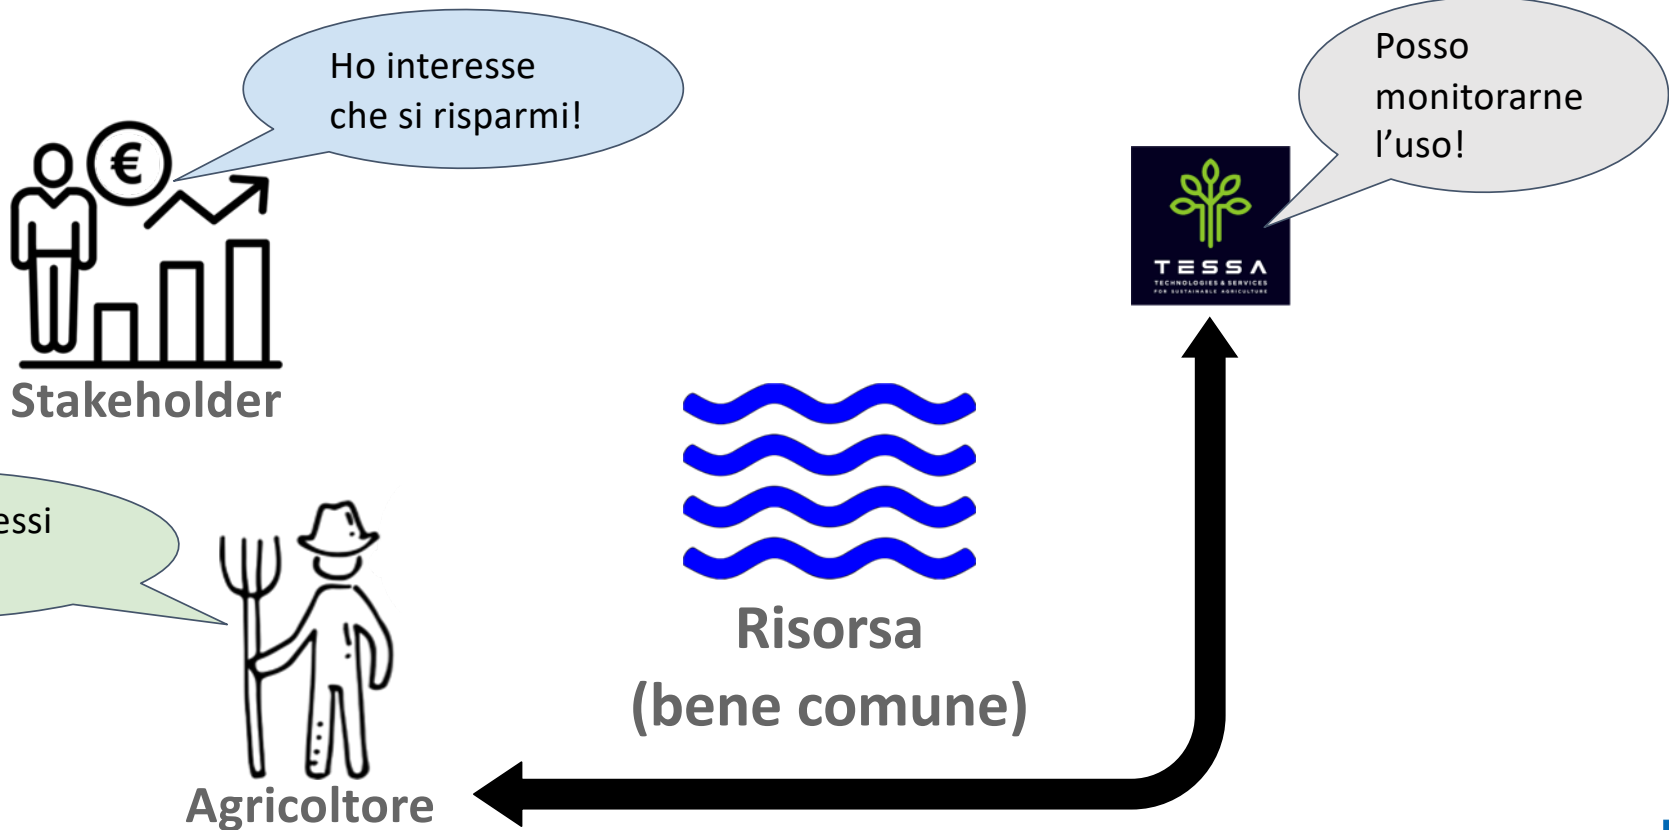 Ho interesse
che si risparmi!
Posso
monitorarne
l’uso!
€
TESSA
TECHNOLOGIES & SERVICES
FOR SUSTAINABLE AGRICULTURE
Stakeholder
Risorsa
(bene comune)
Agricoltore